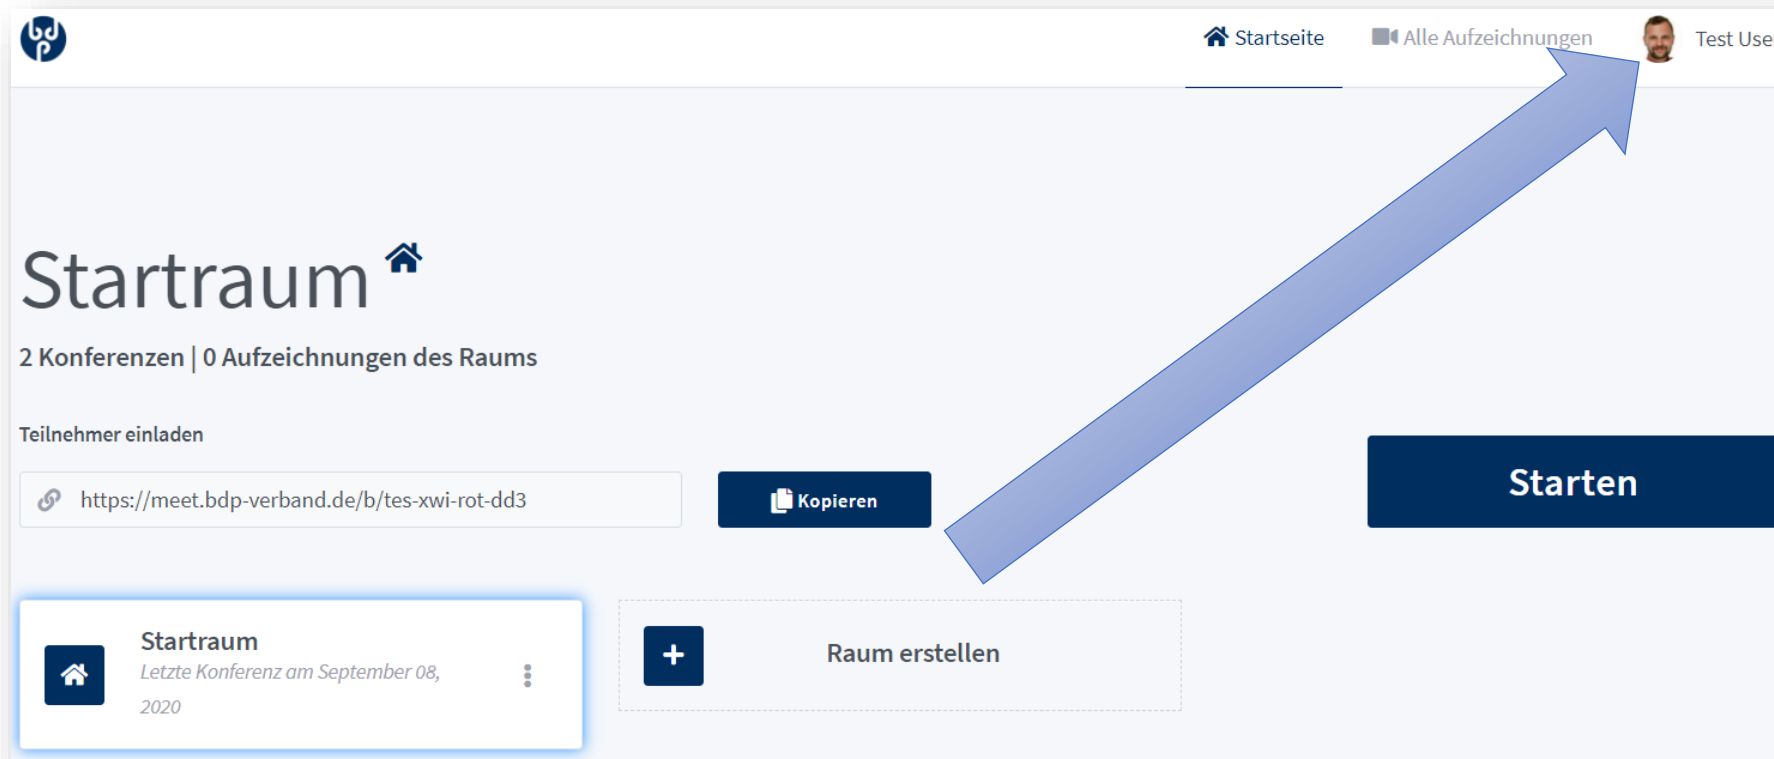 bdp
Startseite
Alle Aufzeichnungen
Test Use
Startraum
2 Konferenzen | 0 Aufzeichnungen des Raums
Teilnehmer einladen
https://meet.bdp-verband.de/b/tes-xwi-rot-dd3
Kopieren
Starten
Startraum
Letzte Konferenz am September 08,
2020
Raum erstellen